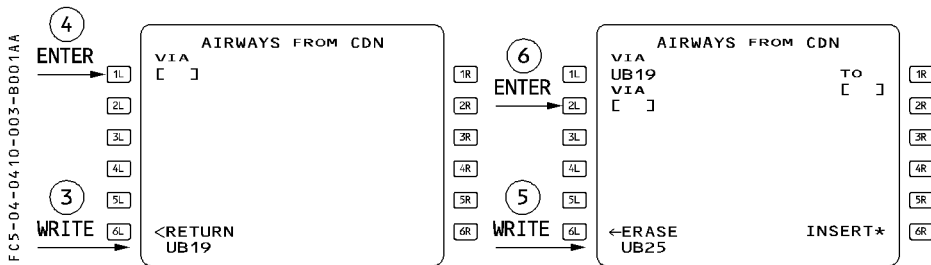 FC5-04-0410-003-B001AA
4
ENTER
3
WRITE
1L
2L
3L
4L
5L
6L
AIRWAYS FROM CDN
VIA
[ ]
<RETURN
UB19
1R
2R
3R
4R
5R
6R
6
ENTER
5
WRITE
1L
2L
3L
4L
5L
6L
AIRWAYS FROM CDN
VIA
UB19 TO
VIA [ ]
[ ]
←ERASE INSERT*
UB25
1R
2R
3R
4R
5R
6R